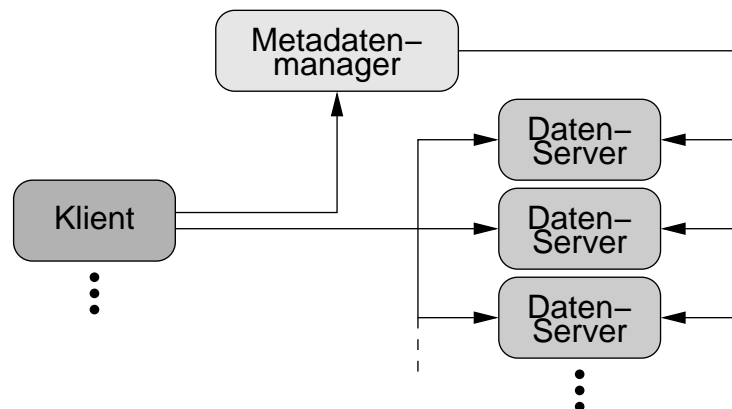 Metadaten−
manager
Daten−
Server
Klient
Daten−
Server
Daten−
Server